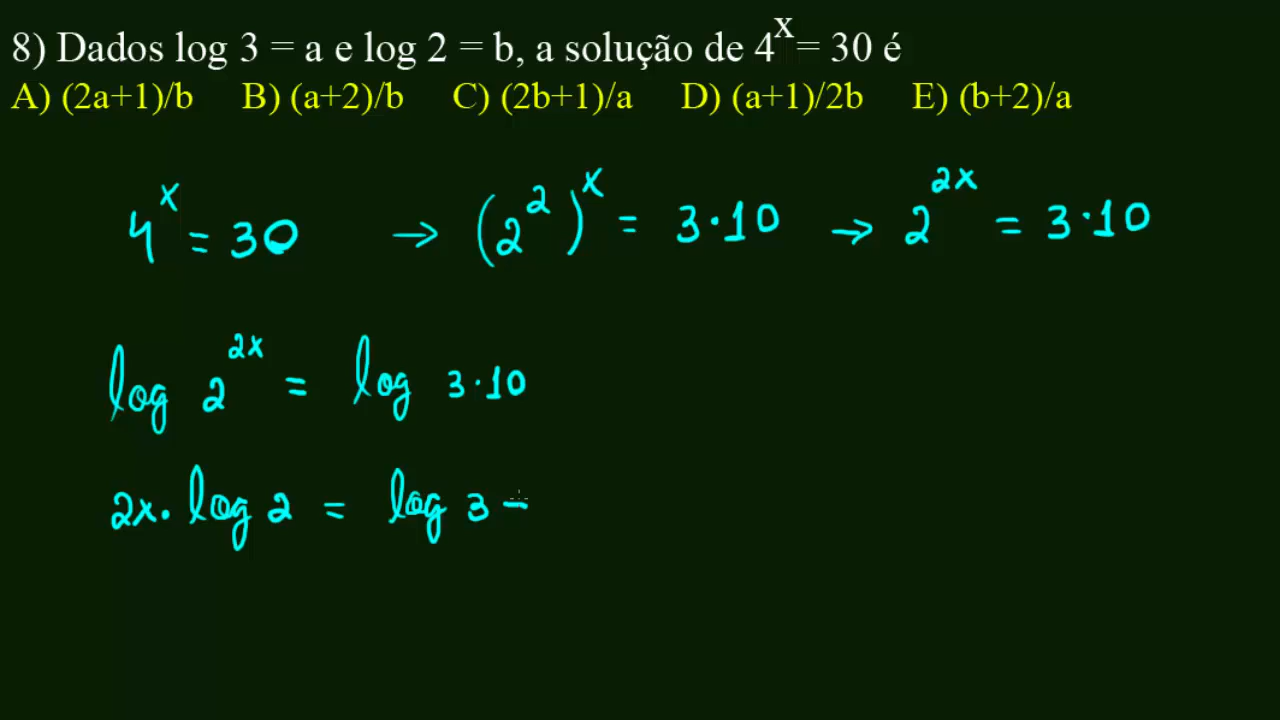 8) Dados log 3 = a e log 2 = b, a solução de 4^x = 30 é
A) (2a+1)/b B) (a+2)/b C) (2b+1)/a D) (a+1)/2b E) (b+2)/a
4^x = 30 → (2^2)^x = 3·10 → 2^2x = 3·10
log 2^2x = log 3·10
2x. log 2 = log 3 -